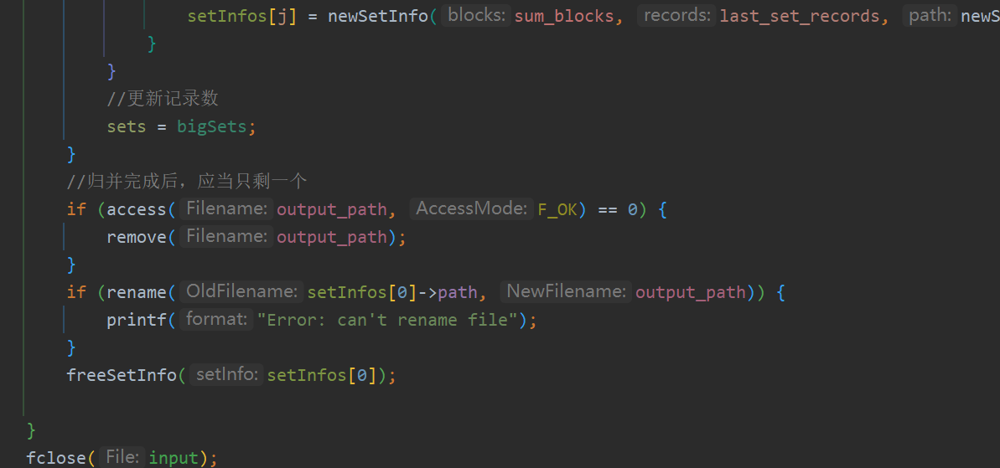 setInfos[j] = newSetInfo( blocks: sum_blocks, records: last_set_records, path: newS
}
}
//更新记录数
sets = bigSets;
}
//归并完成后，应当只剩一个
if (access( Filename: output_path, AccessMode: F_OK) == 0) {
remove( Filename: output_path);
}
if (rename( OldFilename: setInfos[0]->path, NewFilename: output_path)) {
printf( format: "Error: can't rename file");
}
freeSetInfo( setInfo: setInfos[0]);
}
fclose( File: input);